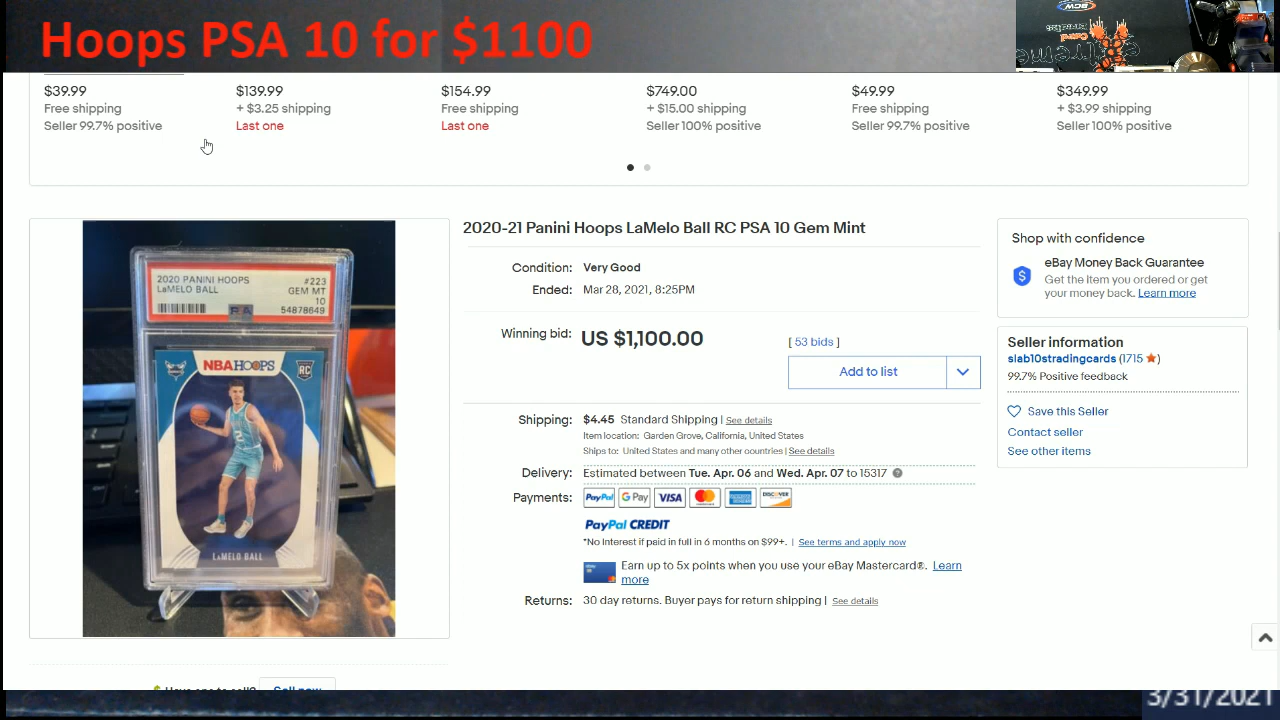 Hoops PSA 10 for $1100
$39.99
Free shipping
Seller 99.7% positive
$139.99
+ $3.25 shipping
Last one
$154.99
Free shipping
Last one
$749.00
+ $15.00 shipping
Seller 100% positive
$49.99
Free shipping
Seller 99.7% positive
$349.99
+ $3.99 shipping
Seller 100% positive
2020 PANINI HOOPS #223
LaMELO BALL GEM MT
10
PSA 54878649
NBA HOOPS RC
2
LaMELO BALL
2020-21 Panini Hoops LaMelo Ball RC PSA 10 Gem Mint
Condition: Very Good
Ended: Mar 28, 2021, 8:25PM
Winning bid: US $1,100.00 [ 53 bids ]
Add to list
Shipping: $4.45 Standard Shipping | See details
Item location: Garden Grove, California, United States
Ships to: United States and many other countries | See details
Delivery: Estimated between Tue. Apr. 06 and Wed. Apr. 07 to 15317 ?
Payments: PayPal G Pay VISA DISCOVER
PayPal CREDIT
*No Interest if paid in full in 6 months on $99+. | See terms and apply now
Earn up to 5x points when you use your eBay Mastercard®. Learn
more
Returns: 30 day returns. Buyer pays for return shipping | See details
Shop with confidence
eBay Money Back Guarantee
Get the item you ordered or get
your money back. Learn more
Seller information
slab10stradingcards (1715 ★)
99.7% Positive feedback
Save this Seller
Contact seller
See other items
Have one to sell? Sell now
3/31/2021